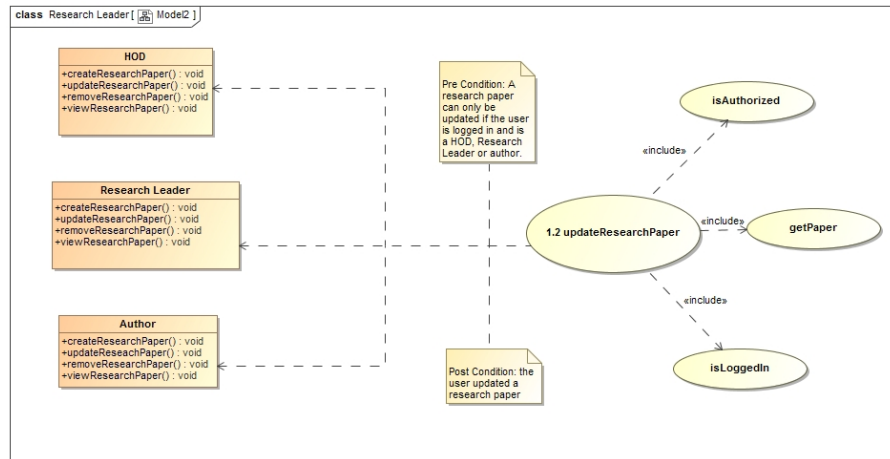 class Research Leader [ Model2 ]
HOD
+createResearchPaper() : void
+updateResearchPaper() : void
+removeResearchPaper() : void
+viewResearchPaper() : void
Research Leader
+createResearchPaper() : void
+updateResearchPaper() : void
+removeResearchPaper() : void
+viewResearchPaper() : void
Author
+createResearchPaper() : void
+updateReseachPaper() : void
+removeResearchPaper() : void
+viewResearchPaper() : void
Pre Condition: A
research paper
can only be
updated if the user
is logged in and is
a HOD, Research
Leader or author.
Post Condition: the
user updated a
research paper
1.2 updateResearchPaper
«include»
isAuthorized
«include»
getPaper
«include»
isLoggedIn